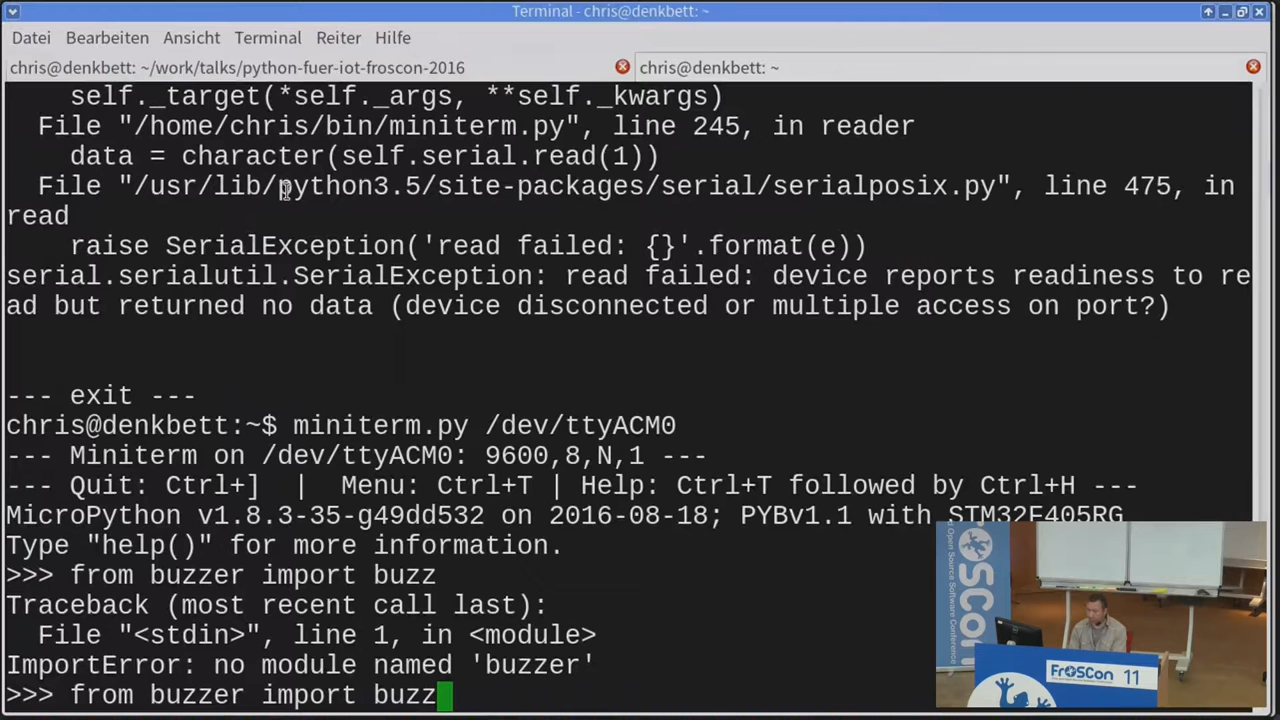 Terminal - chris@denkbett: ~
Datei Bearbeiten Ansicht Terminal Reiter Hilfe
chris@denkbett: ~/work/talks/python-fuer-iot-froscon-2016
chris@denkbett: ~
self._target(*self._args, **self._kwargs)
File "/home/chris/bin/miniterm.py", line 245, in reader
data = character(self.serial.read(1))
File "/usr/lib/python3.5/site-packages/serial/serialposix.py", line 475, in
read
raise SerialException('read failed: {}'.format(e))
serial.serialutil.SerialException: read failed: device reports readiness to re
ad but returned no data (device disconnected or multiple access on port?)
--- exit ---
chris@denkbett:~$ miniterm.py /dev/ttyACM0
--- Miniterm on /dev/ttyACM0: 9600,8,N,1 ---
--- Quit: Ctrl+] | Menu: Ctrl+T | Help: Ctrl+T followed by Ctrl+H ---
MicroPython v1.8.3-35-g49dd532 on 2016-08-18; PYBv1.1 with STM32F405RG
Type "help()" for more information.
>>> from buzzer import buzz
Traceback (most recent call last):
File "<stdin>", line 1, in <module>
ImportError: no module named 'buzzer'
>>> from buzzer import buzz
OSCon
Open Source Software Conference
FrOSCon 11